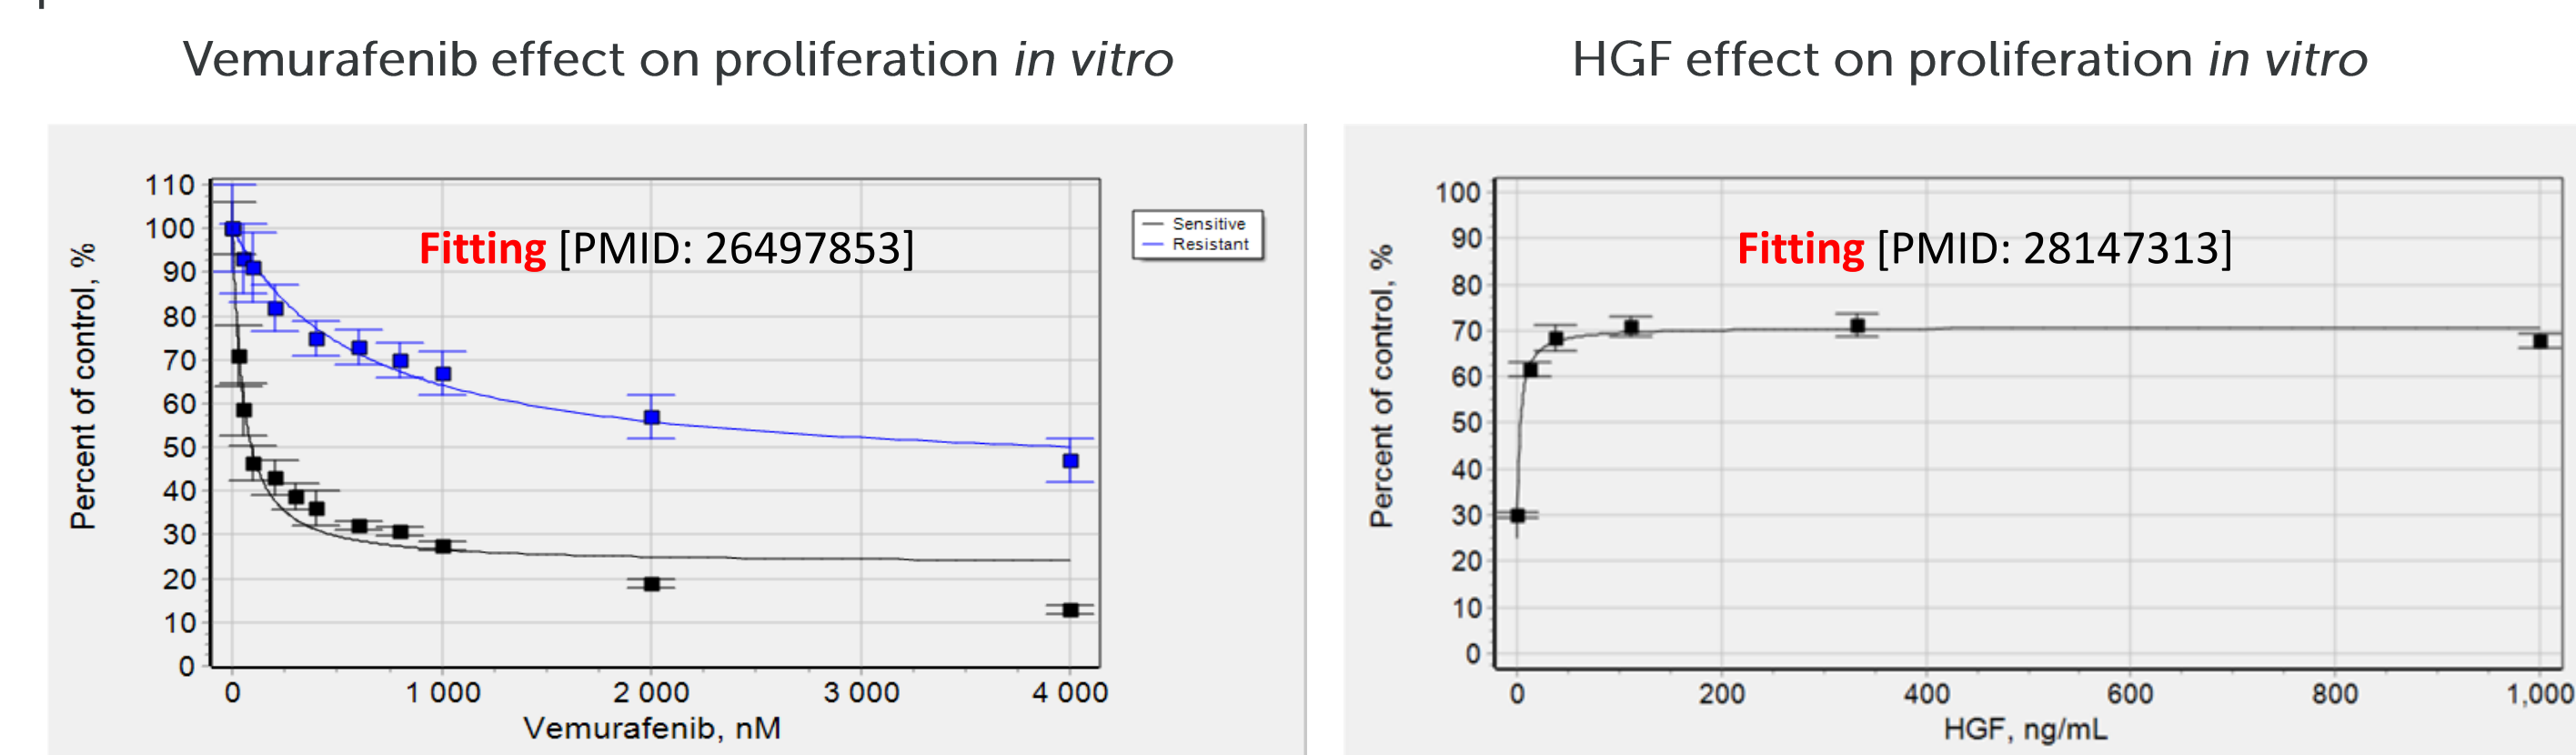 Vemurafenib effect on proliferation in vitro
HGF effect on proliferation in vitro
Fitting [PMID: 26497853]
Sensitive
Resistant
Percent of control, %
110
100
90
80
70
60
50
40
30
20
10
0
0 1 000 2 000 3 000 4 000
Vemurafenib, nM
Fitting [PMID: 28147313]
Percent of control, %
100
90
80
70
60
50
40
30
20
10
0
0 200 400 600 800 1,000
HGF, ng/mL